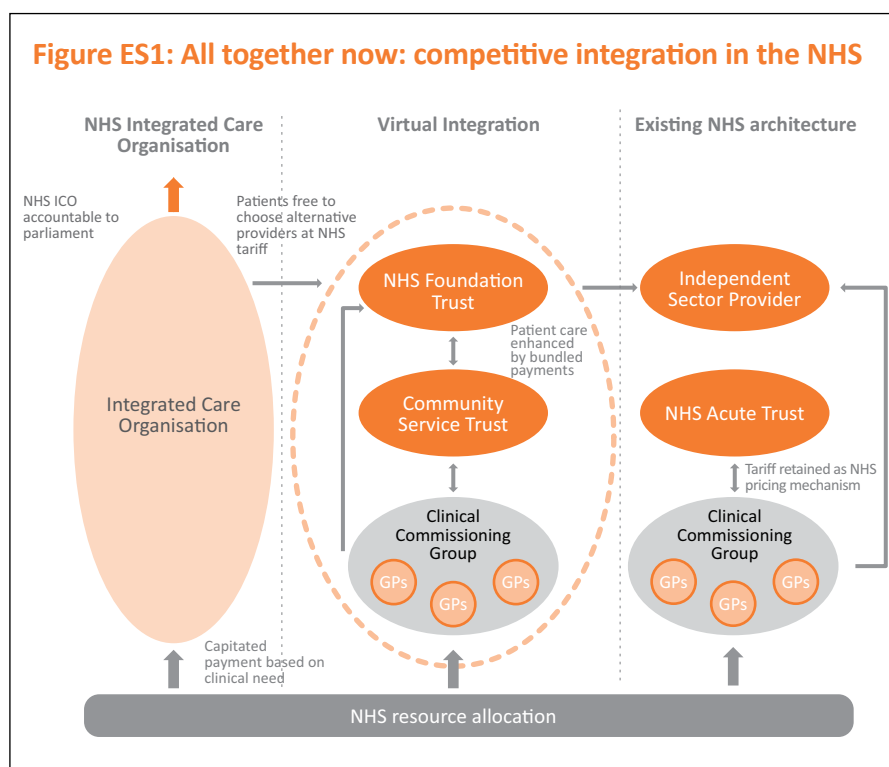 Figure ES1: All together now: competitive integration in the NHS
NHS Integrated Care
Organisation
Virtual Integration
Existing NHS architecture
NHS ICO
accountable to
parliament
Patients free to
choose alternative
providers at NHS
tariff
Integrated Care
Organisation
Capitated
payment based on
clinical need
NHS Foundation
Trust
Patient care
enhanced
by bundled
payments
Community
Service Trust
Clinical
Commissioning
Group
GPs
GPs
GPs
Independent
Sector Provider
NHS Acute Trust
Tariff retained as NHS
pricing mechanism
Clinical
Commissioning
Group
GPs
GPs
GPs
NHS resource allocation